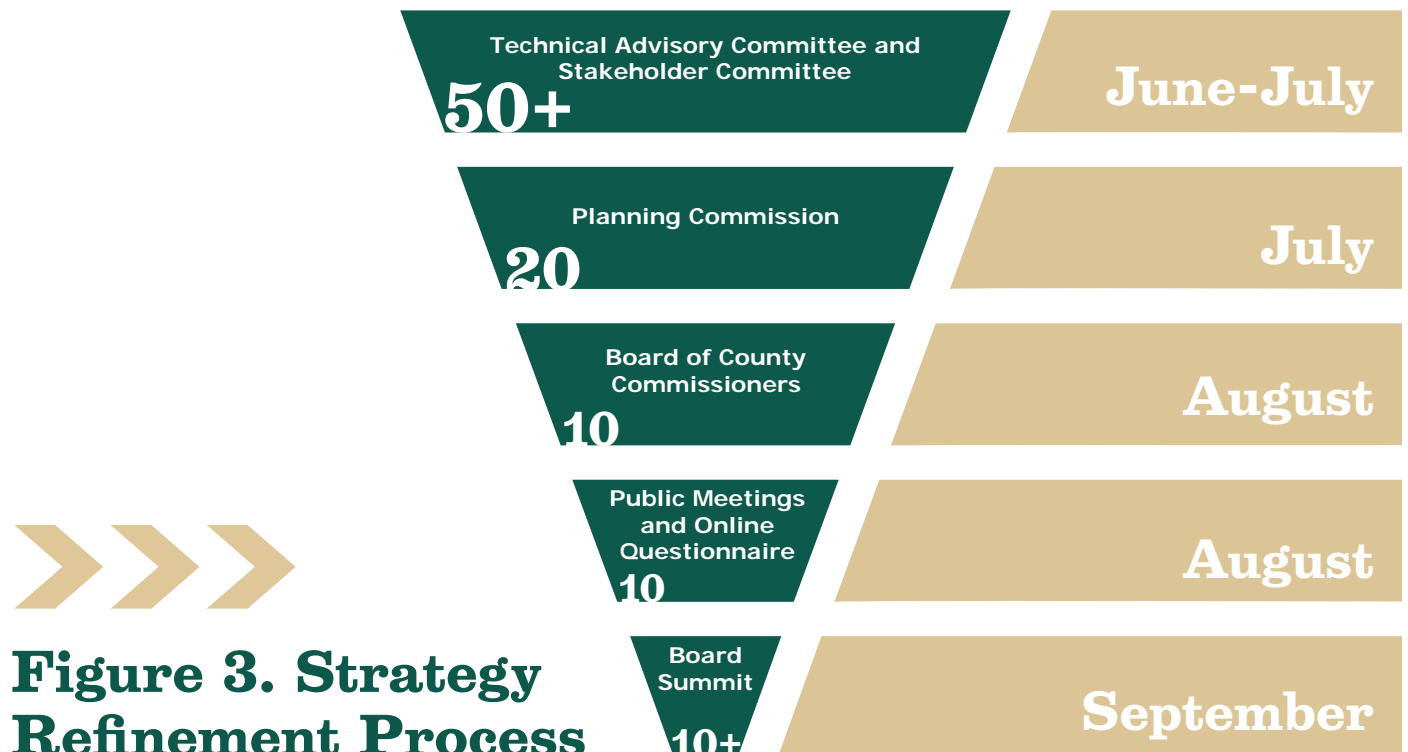 Technical Advisory Committee and
Stakeholder Committee
50+
June-July
Planning Commission
20
July
Board of County
Commissioners
10
August
Public Meetings
and Online
Questionnaire
10
August
Board
Summit
10+
September
Figure 3. Strategy
Refinement Process